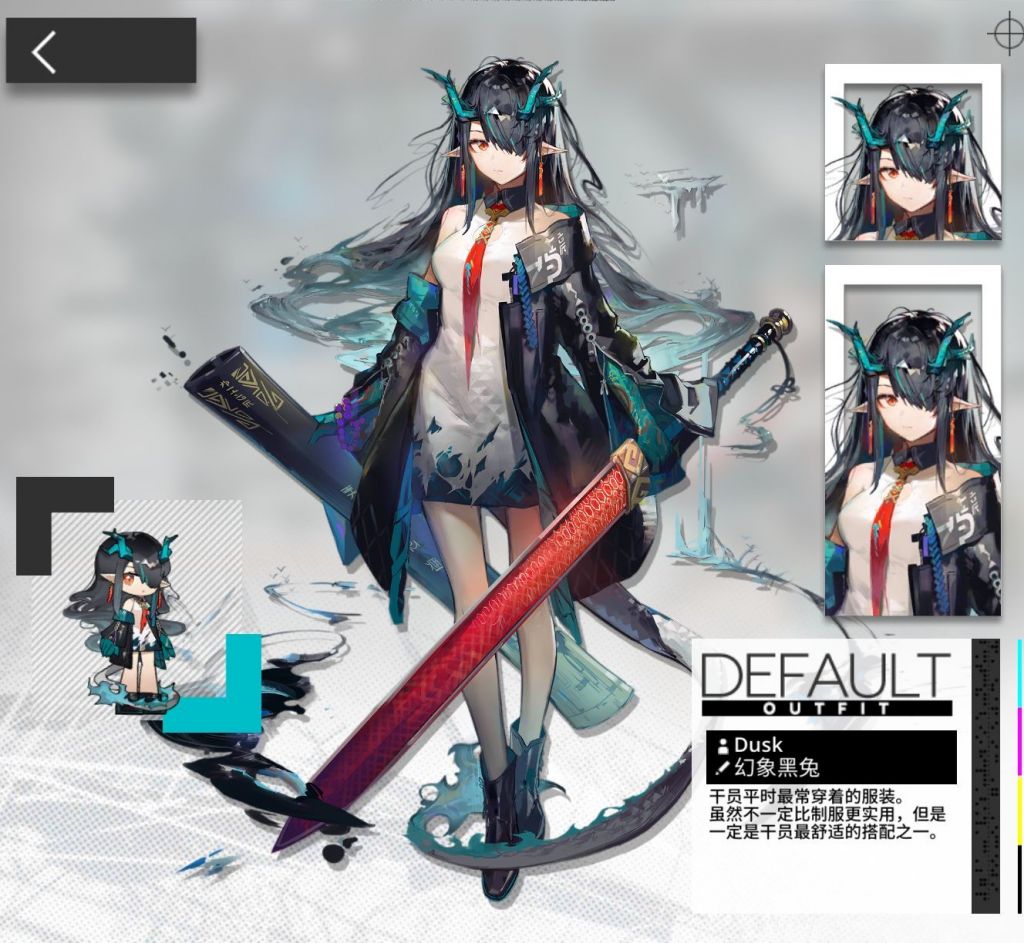 DEFAULT
OUTFIT
Dusk
幻象黑兔
干员平时最常穿着的服装。
虽然不一定比制服更实用，但是
一定是干员最舒适的搭配之一。